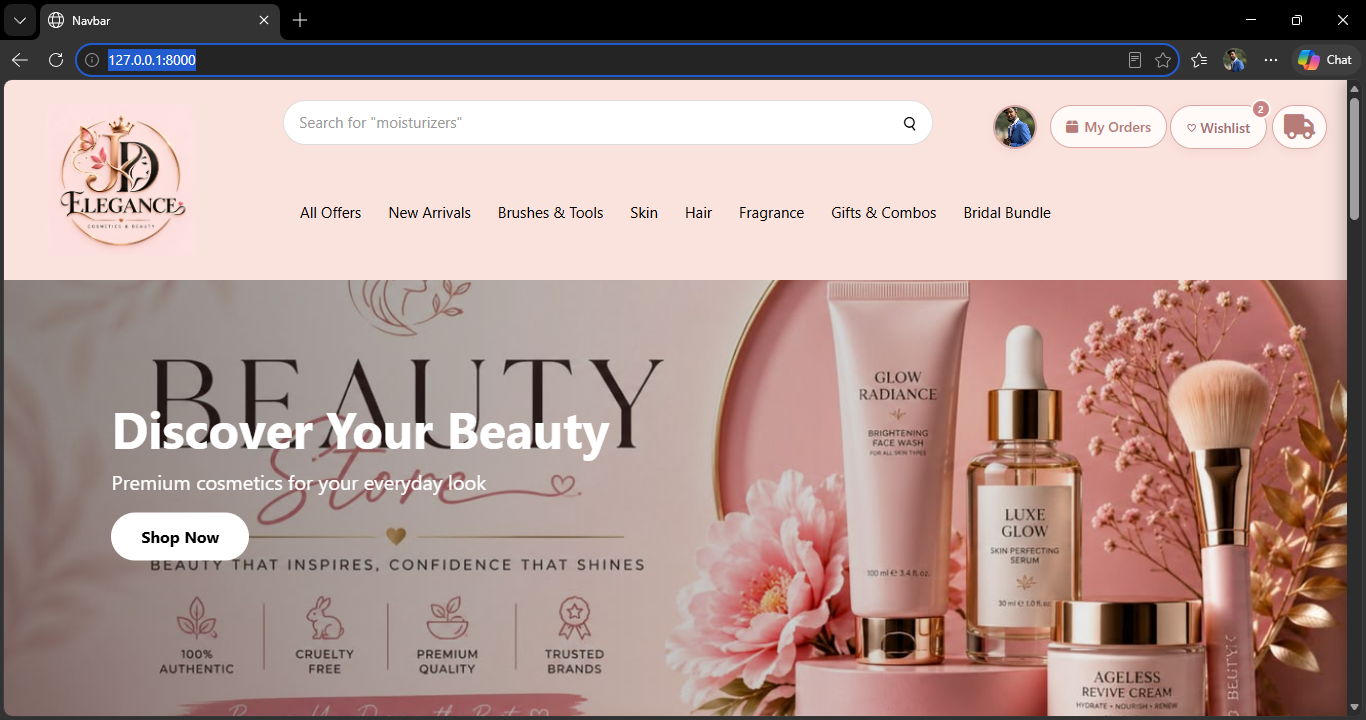 Navbar
127.0.0.1:8000
Chat
JD
ELEGANCE
COSMETICS & BEAUTY
Search for "moisturizers"
My Orders
Wishlist
2
All Offers
New Arrivals
Brushes & Tools
Skin
Hair
Fragrance
Gifts & Combos
Bridal Bundle
BEAUTY
Store
Discover Your Beauty
Premium cosmetics for your everyday look
Shop Now
BEAUTY THAT INSPIRES, CONFIDENCE THAT SHINES
100%
AUTHENTIC
CRUELTY
FREE
PREMIUM
QUALITY
TRUSTED
BRANDS
GLOW
RADIANCE
BRIGHTENING
FACE WASH
FOR ALL SKIN TYPES
100 ml ℮ 3.4 fl.oz.
LUXE
GLOW
SKIN PERFECTING
SERUM
30 ml ℮ 1.0 fl.oz
AGELESS
REVIVE CREAM
HYDRATE • NOURISH • RENEW